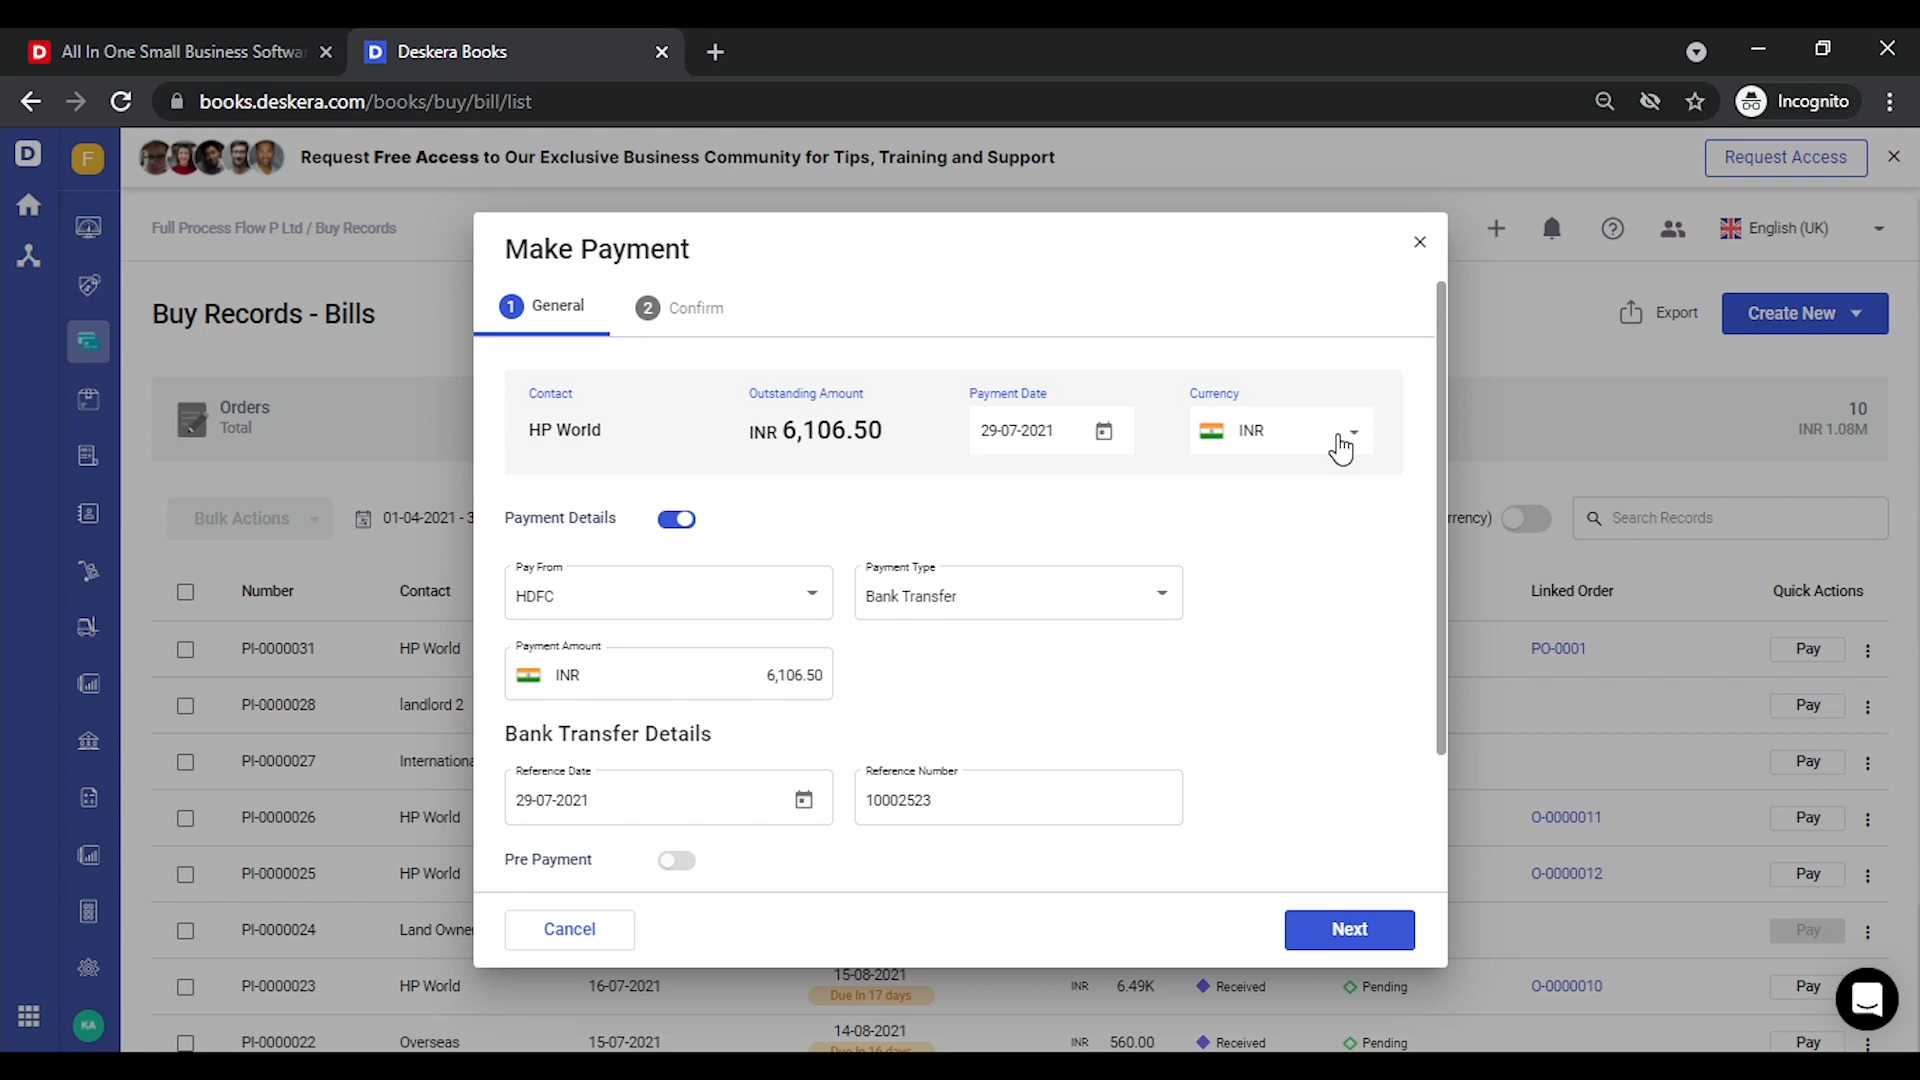 All In One Small Business Softwa
Deskera Books
books.deskera.com/books/buy/bill/list
Incognito
F
Request Free Access to Our Exclusive Business Community for Tips, Training and Support
Request Access
Full Process Flow P Ltd / Buy Records
English (UK)
Buy Records - Bills
Export
Create New
Orders
Total
10
INR 1.08M
Bulk Actions
01-04-2021 - 3
rrency)
Search Records
Make Payment
1 General
2 Confirm
Contact Outstanding Amount Payment Date Currency
HP World INR 6,106.50 29-07-2021 INR
Payment Details
Pay From
HDFC
Payment Type
Bank Transfer
Payment Amount
INR 6,106.50
Bank Transfer Details
Reference Date
29-07-2021
Reference Number
10002523
Pre Payment
Cancel
Next
Number Contact Linked Order Quick Actions
PI-0000031 HP World PO-0001 Pay
PI-0000028 landlord 2 Pay
PI-0000027 Internationa Pay
PI-0000026 HP World O-0000011 Pay
PI-0000025 HP World O-0000012 Pay
PI-0000024 Land Owne Pay
PI-0000023 HP World 16-07-2021 15-08-2021 INR 6.49K Received Pending O-0000010 Pay
Due In 17 days
PI-0000022 Overseas 15-07-2021 14-08-2021 INR 560.00 Received Pending Pay
Due In 16 days
KA